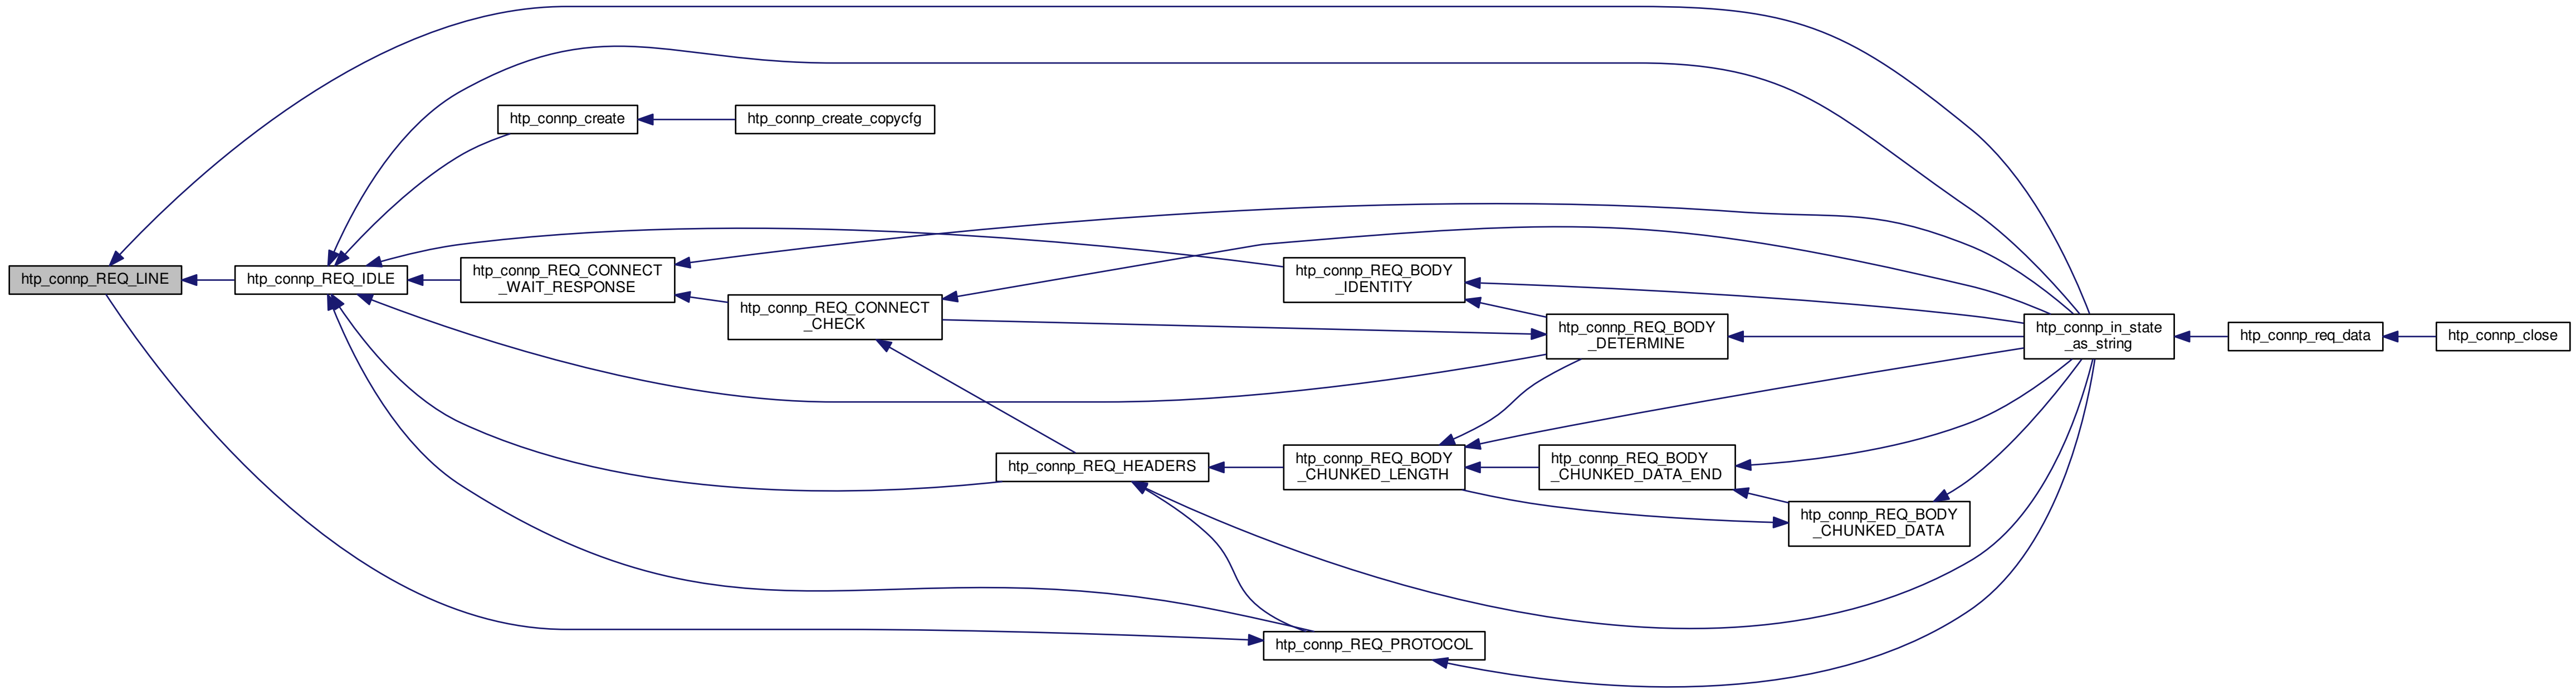 htp_connp_create
htp_connp_create_copycfg
htp_connp_REQ_LINE
htp_connp_REQ_IDLE
htp_connp_REQ_CONNECT
_WAIT_RESPONSE
htp_connp_REQ_CONNECT
_CHECK
htp_connp_REQ_BODY
_IDENTITY
htp_connp_REQ_BODY
_DETERMINE
htp_connp_in_state
_as_string
htp_connp_req_data
htp_connp_close
htp_connp_REQ_HEADERS
htp_connp_REQ_BODY
_CHUNKED_LENGTH
htp_connp_REQ_BODY
_CHUNKED_DATA_END
htp_connp_REQ_BODY
_CHUNKED_DATA
htp_connp_REQ_PROTOCOL